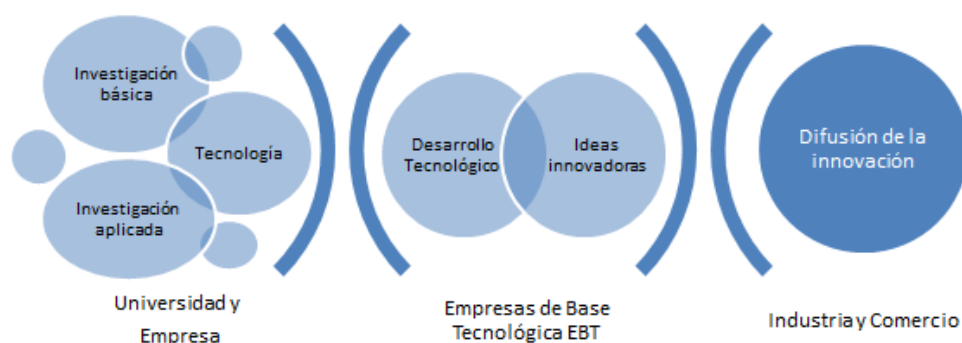 Investigación
básica
Tecnología
Investigación
aplicada
Universidad y
Empresa
Desarrollo
Tecnológico
Ideas
innovadoras
Empresas de Base
Tecnológica EBT
Difusión de la
innovación
Industria y Comercio